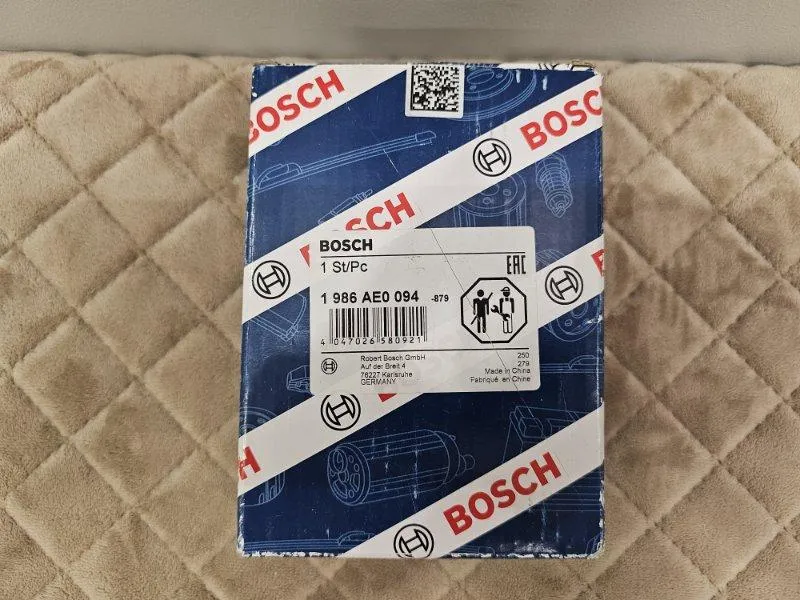 BOSCH
BOSCH
BOSCH
BOSCH
1 St/Pc
EAC
1 986 AE0 094 -879
4 047026 580921
Robert Bosch GmbH
Auf der Breit 4
76227 Karlsruhe
GERMANY
250
279
Made in China
Fabriqué en Chine
BOSCH